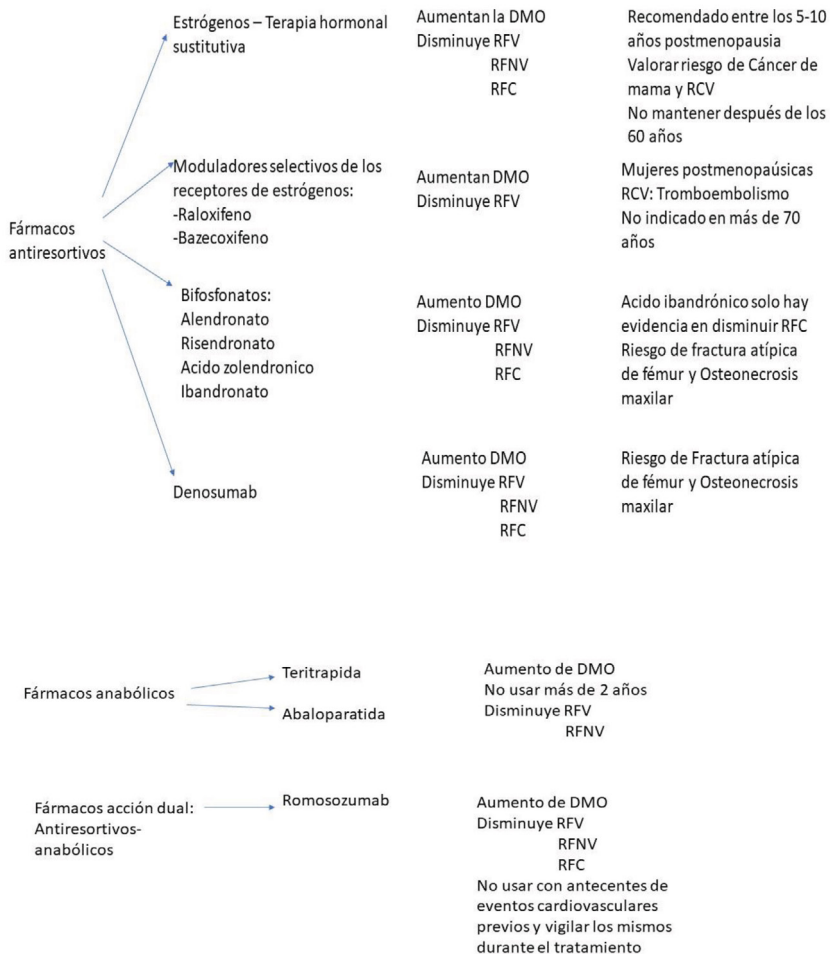 Estrógenos – Terapia hormonal
sustitutiva
Aumentan la DMO
Disminuye RFV
RFNV
RFC
Recomendado entre los 5-10
años postmenopausia
Valorar riesgo de Cáncer de
mama y RCV
No mantener después de los
60 años
Fármacos
antiresortivos
Moduladores selectivos de los
receptores de estrógenos:
-Raloxifeno
-Bazecoxifeno
Aumentan DMO
Disminuye RFV
Mujeres postmenopaúsicas
RCV: Tromboembolismo
No indicado en más de 70
años
Bifosfonatos:
Alendronato
Risendronato
Acido zolendronico
Ibandronato
Aumento DMO
Disminuye RFV
RFNV
RFC
Acido ibandrónico solo hay
evidencia en disminuir RFC
Riesgo de fractura atípica
de fémur y Osteonecrosis
maxilar
Denosumab
Aumento DMO
Disminuye RFV
RFNV
RFC
Riesgo de Fractura atípica
de fémur y Osteonecrosis
maxilar
Fármacos anabólicos
Teritrapida
Abaloparatida
Aumento de DMO
No usar más de 2 años
Disminuye RFV
RFNV
Fármacos acción dual:
Antiresortivos-
anabólicos
Romosozumab
Aumento de DMO
Disminuye RFV
RFNV
RFC
No usar con antecentes de
eventos cardiovasculares
previos y vigilar los mismos
durante el tratamiento